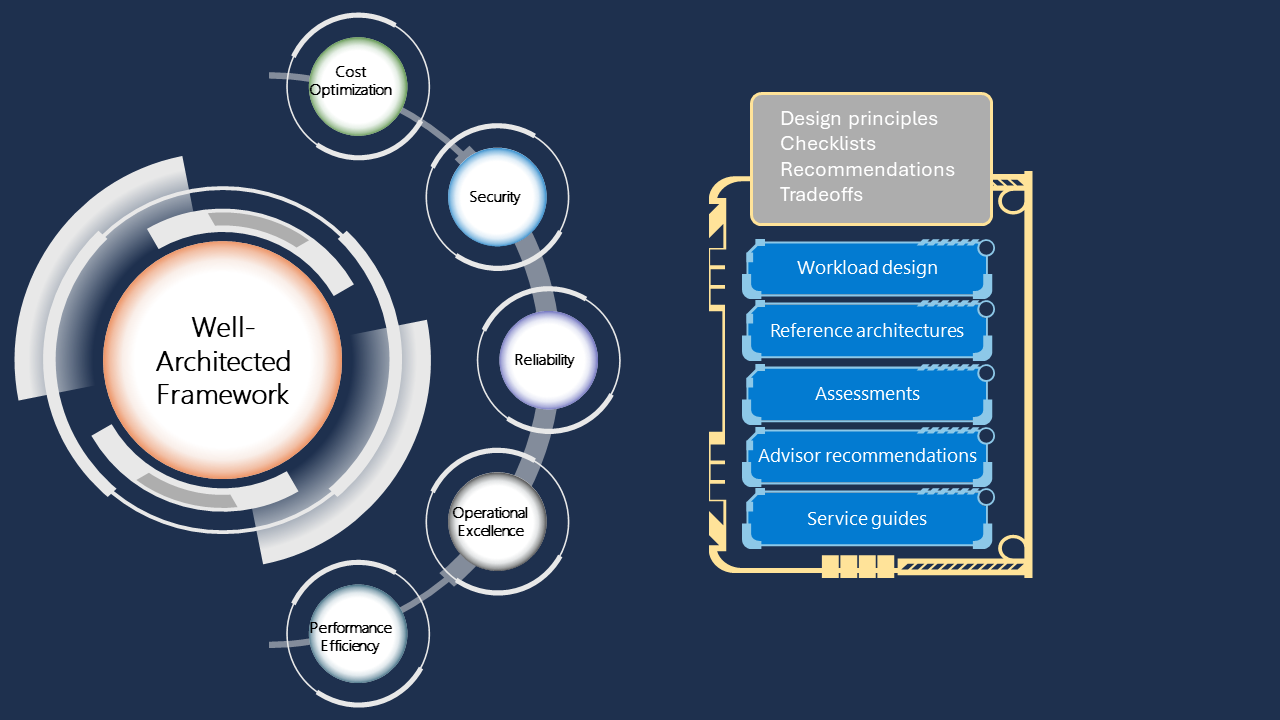 Well-
Architected
Framework
Cost
Optimization
Security
Reliability
Operational
Excellence
Performance
Efficiency
Design principles
Checklists
Recommendations
Tradeoffs
Workload design
Reference architectures
Assessments
Advisor recommendations
Service guides